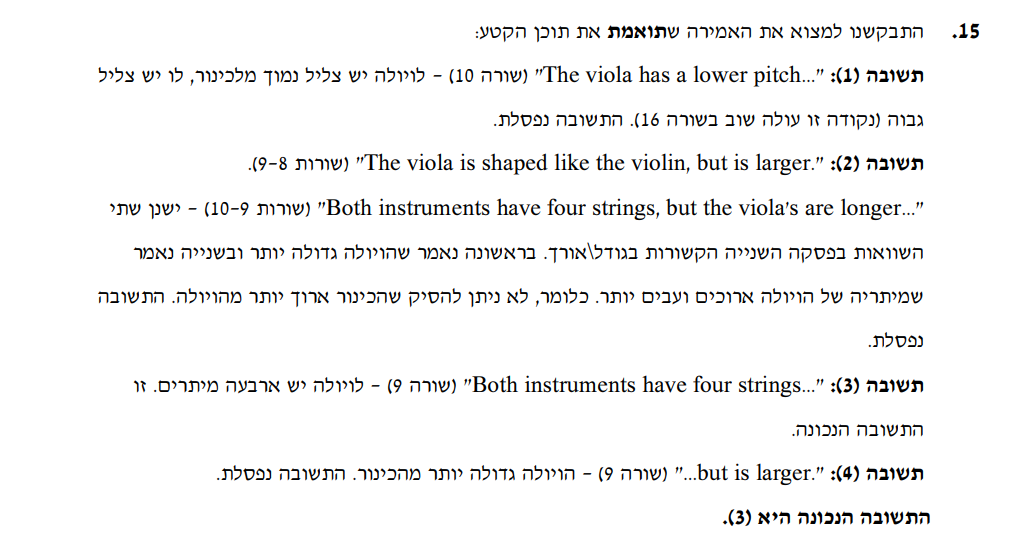 15. התבקשנו למצוא את האמירה שתואמת את תוכן הקטע:
תשובה (1): "The viola has a lower pitch..." (שורה 10) – לויולה יש צליל נמוך מלכינור, לו יש צליל
גבוה (נקודה זו עולה שוב בשורה 16). התשובה נפסלת.
תשובה (2): "The viola is shaped like the violin, but is larger." (שורות 8–9).
"Both instruments have four strings, but the viola's are longer..." (שורות 9–10) – ישנן שתי
השוואות בפסקה השנייה הקשורות בגודל\אורך. בראשונה נאמר שהויולה גדולה יותר ובשנייה נאמר
שמיתריה של הויולה ארוכים ועבים יותר. כלומר, לא ניתן להסיק שהכינור ארוך יותר מהויולה. התשובה
נפסלת.
תשובה (3): "Both instruments have four strings..." (שורה 9) – לויולה יש ארבעה מיתרים. זו
התשובה הנכונה.
תשובה (4): "...but is larger." (שורה 9) – הויולה גדולה יותר מהכינור. התשובה נפסלת.
התשובה הנכונה היא (3).